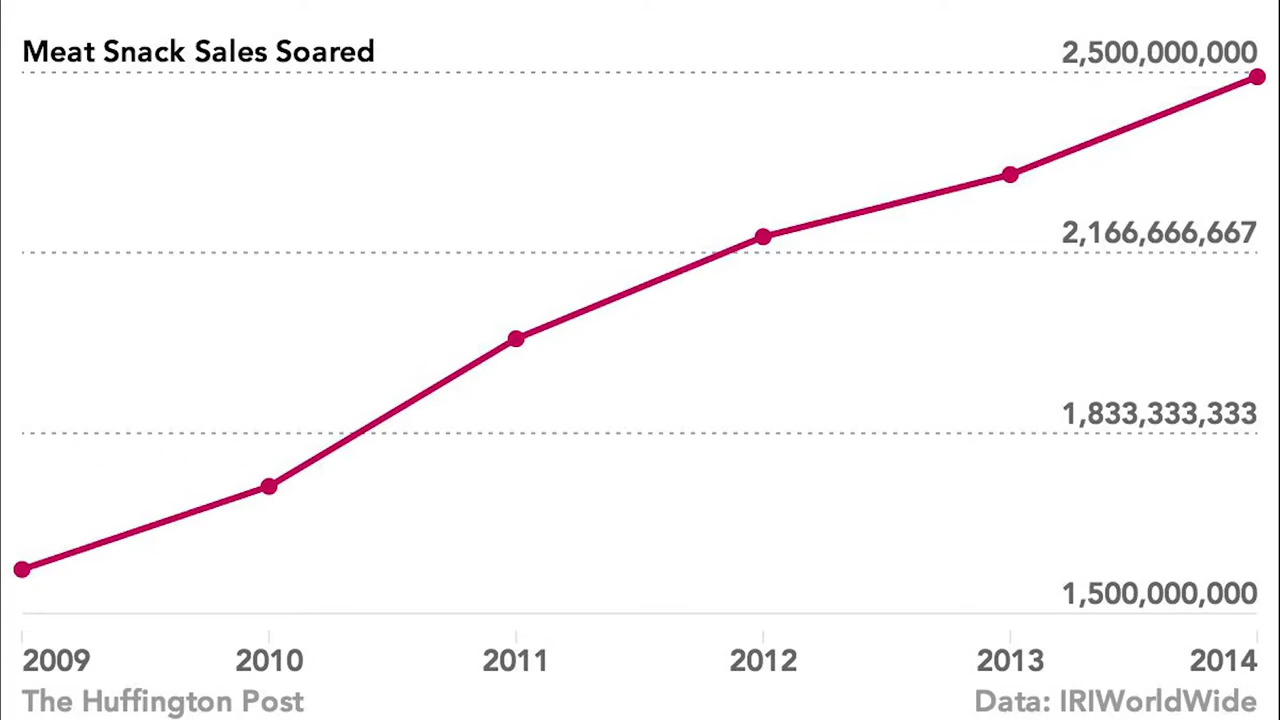 Meat Snack Sales Soared
2,500,000,000
2,166,666,667
1,833,333,333
1,500,000,000
2009 2010 2011 2012 2013 2014
The Huffington Post
Data: IRIWorldWide